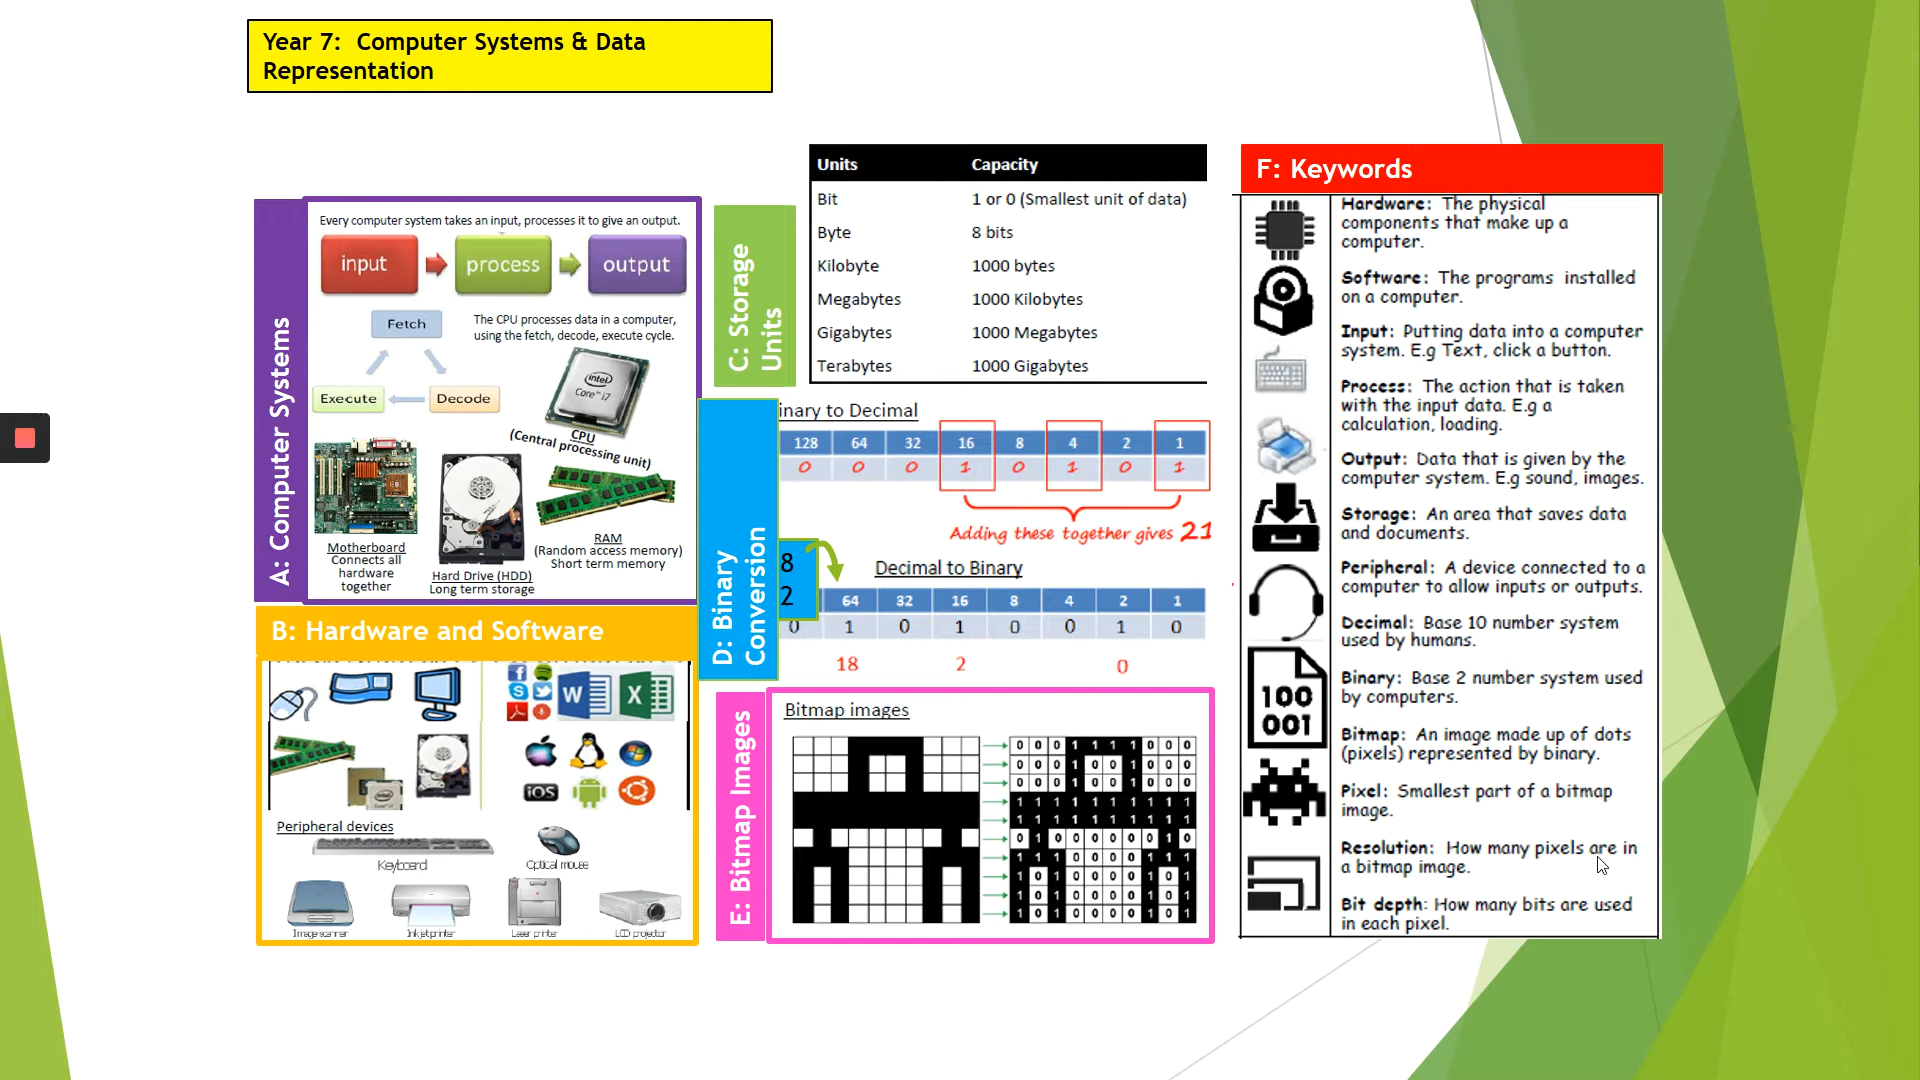 Year 7:  Computer Systems & Data
Representation
A: Computer Systems
Every computer system takes an input, processes it to give an output.
input
process
output
Fetch
Execute
Decode
The CPU processes data in a computer,
using the fetch, decode, execute cycle.
intel
Core i7
CPU
(Central processing unit)
Motherboard
Connects all
hardware
together
Hard Drive (HDD)
Long term storage
RAM
(Random access memory)
Short term memory
B: Hardware and Software
W
X
iOS
Peripheral devices
Keyboard
Optical mouse
Image scanner
Inkjet printer
Laser printer
LCD projector
C: Storage
Units
Units Capacity
Bit 1 or 0 (Smallest unit of data)
Byte 8 bits
Kilobyte 1000 bytes
Megabytes 1000 Kilobytes
Gigabytes 1000 Megabytes
Terabytes 1000 Gigabytes
D: Binary
Conversion
inary to Decimal
128 64 32 16 8 4 2 1
0 0 0 1 0 1 0 1
Adding these together gives 21
8
2
Decimal to Binary
64 32 16 8 4 2 1
0 1 0 1 0 0 1 0
18 2 0
E: Bitmap Images
Bitmap images
0 0 0 1 1 1 1 0 0 0
0 0 0 1 0 0 1 0 0 0
0 0 0 1 0 0 1 0 0 0
1 1 1 1 1 1 1 1 1 1
1 1 1 1 1 1 1 1 1 1
0 1 0 0 0 0 0 0 1 0
1 1 1 0 0 0 0 1 1 1
1 0 1 0 0 0 0 1 0 1
1 0 1 0 0 0 0 1 0 1
1 0 1 0 0 0 0 1 0 1
F: Keywords
Hardware: The physical
components that make up a
computer.
Software: The programs installed
on a computer.
Input: Putting data into a computer
system. E.g Text, click a button.
Process: The action that is taken
with the input data. E.g a
calculation, loading.
Output: Data that is given by the
computer system. E.g sound, images.
Storage: An area that saves data
and documents.
Peripheral: A device connected to a
computer to allow inputs or outputs.
Decimal: Base 10 number system
used by humans.
100
001
Binary: Base 2 number system used
by computers.
Bitmap: An image made up of dots
(pixels) represented by binary.
Pixel: Smallest part of a bitmap
image.
Resolution: How many pixels are in
a bitmap image.
Bit depth: How many bits are used
in each pixel.